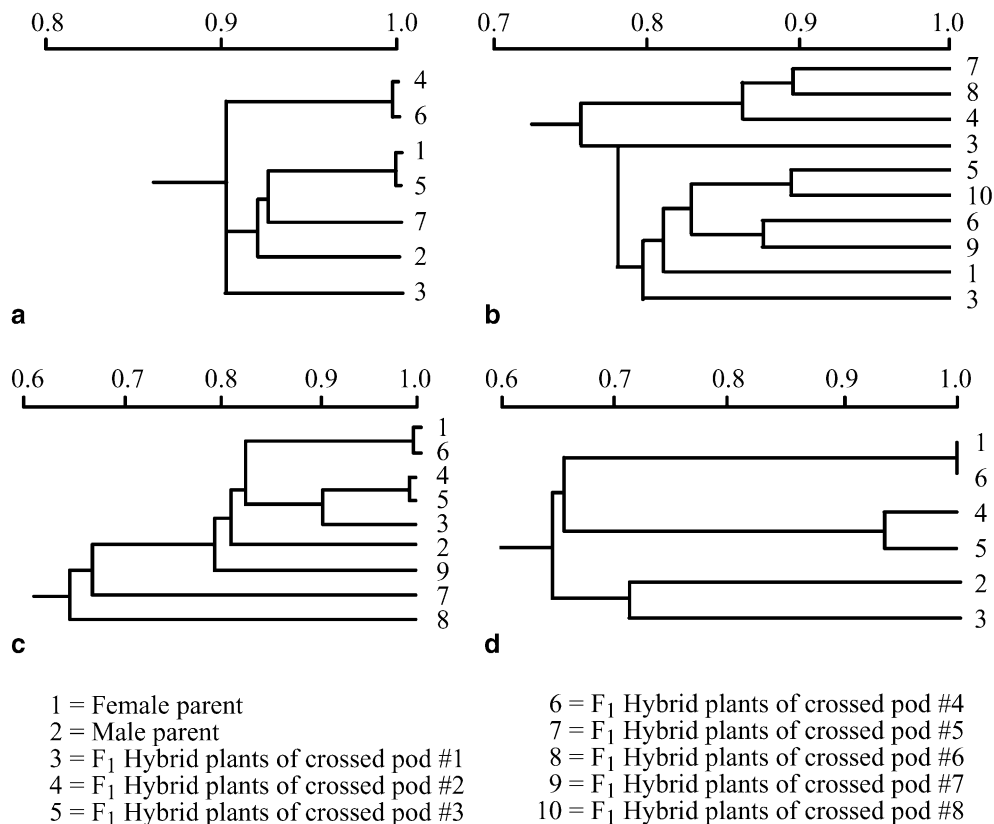 0.8 0.9 1.0
4
6
1
5
7
2
3
a
0.7 0.8 0.9 1.0
7
8
4
3
5
10
6
9
1
3
b
0.6 0.7 0.8 0.9 1.0
1
6
4
5
3
2
9
7
8
c
0.6 0.7 0.8 0.9 1.0
1
6
4
5
2
3
d
1 = Female parent
2 = Male parent
3 = F1 Hybrid plants of crossed pod #1
4 = F1 Hybrid plants of crossed pod #2
5 = F1 Hybrid plants of crossed pod #3
6 = F1 Hybrid plants of crossed pod #4
7 = F1 Hybrid plants of crossed pod #5
8 = F1 Hybrid plants of crossed pod #6
9 = F1 Hybrid plants of crossed pod #7
10 = F1 Hybrid plants of crossed pod #8